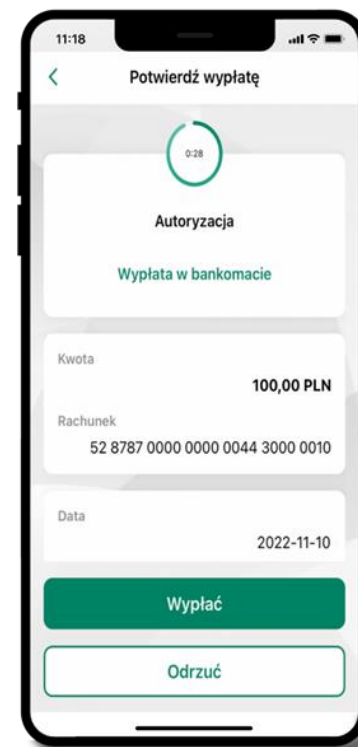 11:18
Potwierdź wypłatę
0:28
Autoryzacja
Wypłata w bankomacie
Kwota
100,00 PLN
Rachunek
52 8787 0000 0000 0044 3000 0010
Data
2022-11-10
Wypłać
Odrzuć